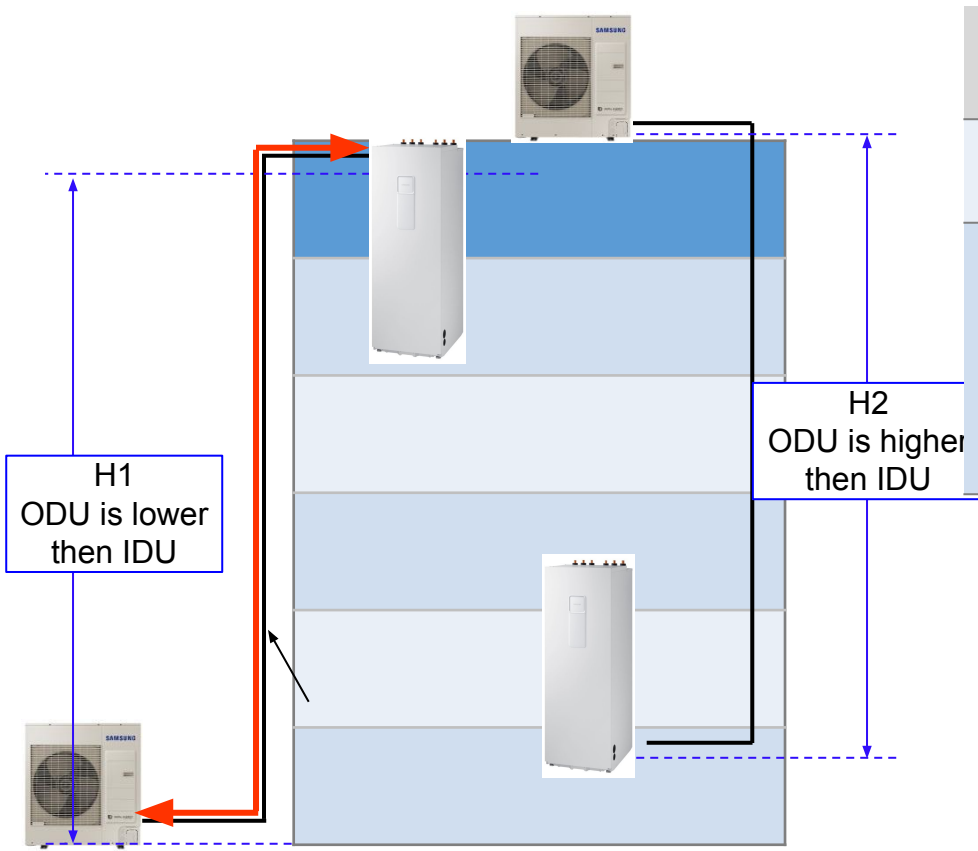 SAMSUNG
H1
ODU is lower
then IDU
H2
ODU is higher
then IDU
SAMSUNG